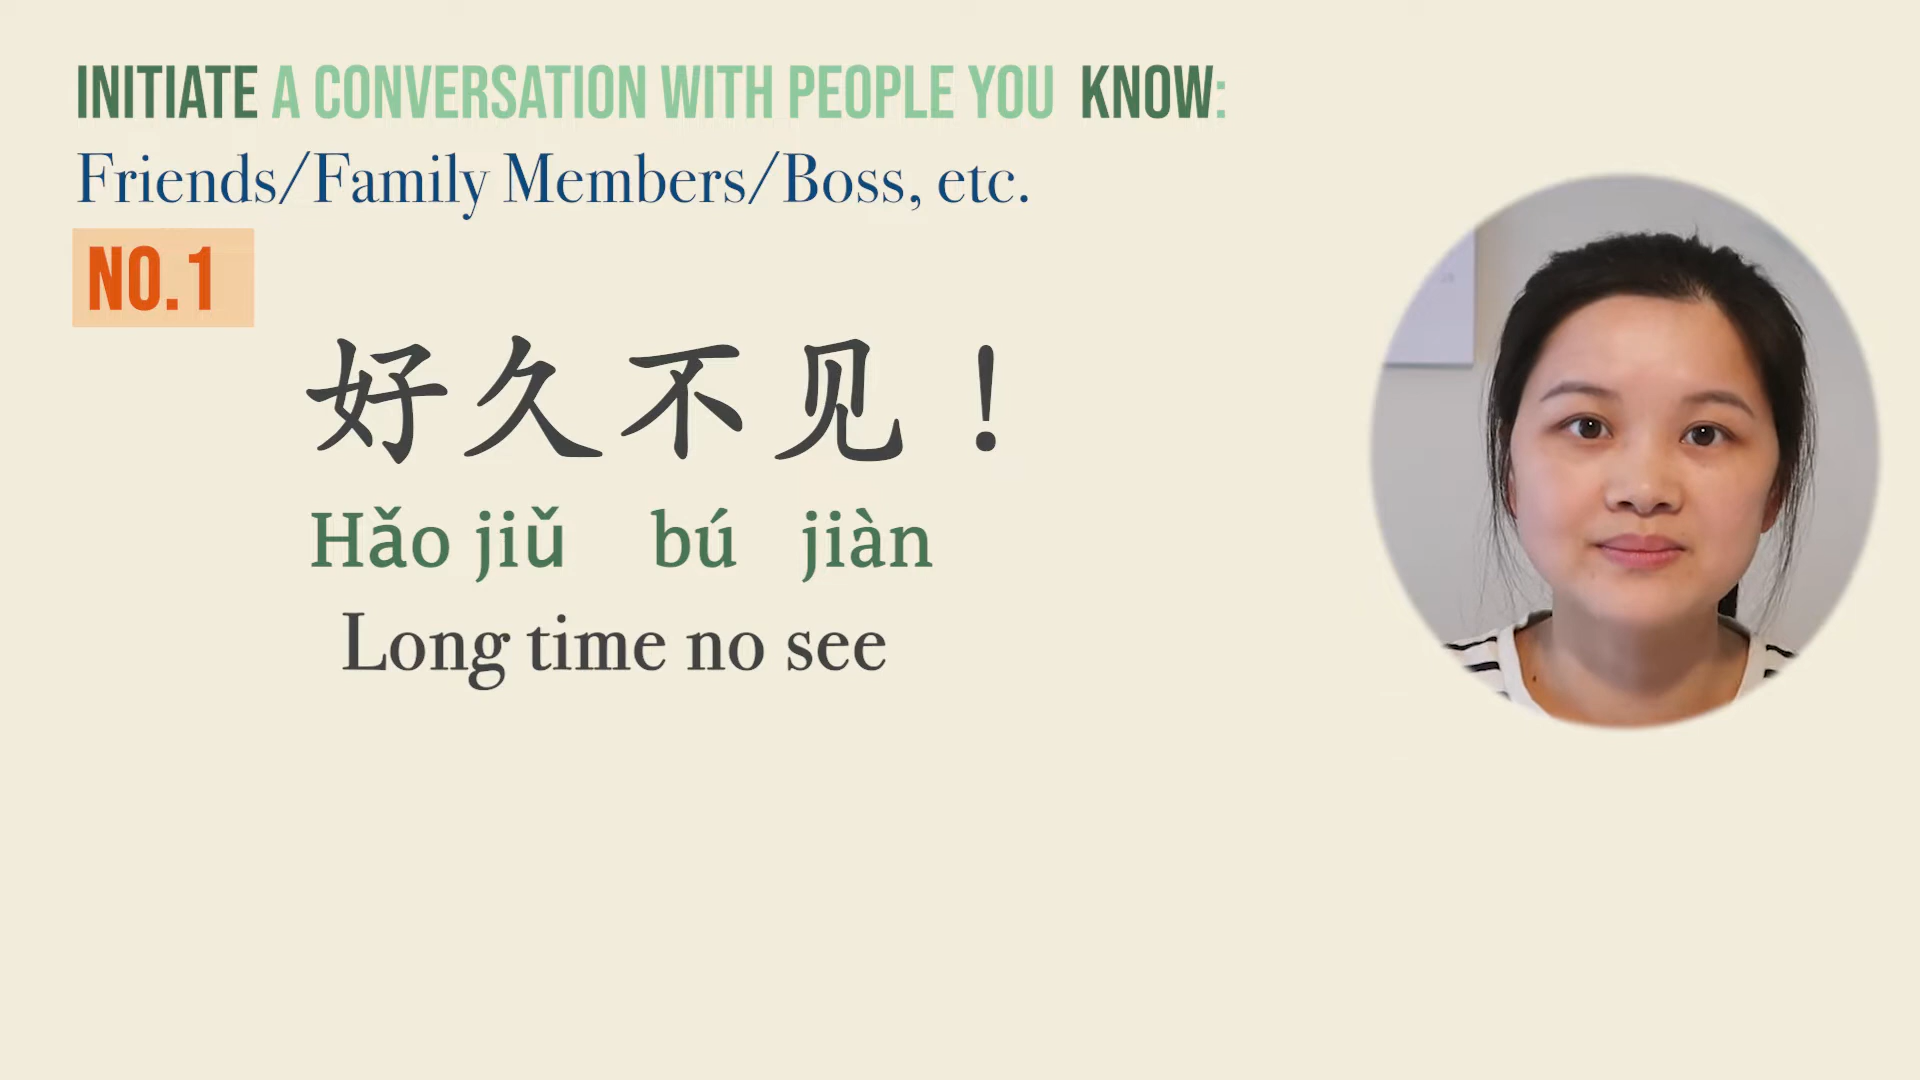 INITIATE A CONVERSATION WITH PEOPLE YOU KNOW:
Friends/Family Members/Boss, etc.
NO.1
好久不见！
Hǎo jiǔ bú jiàn
Long time no see